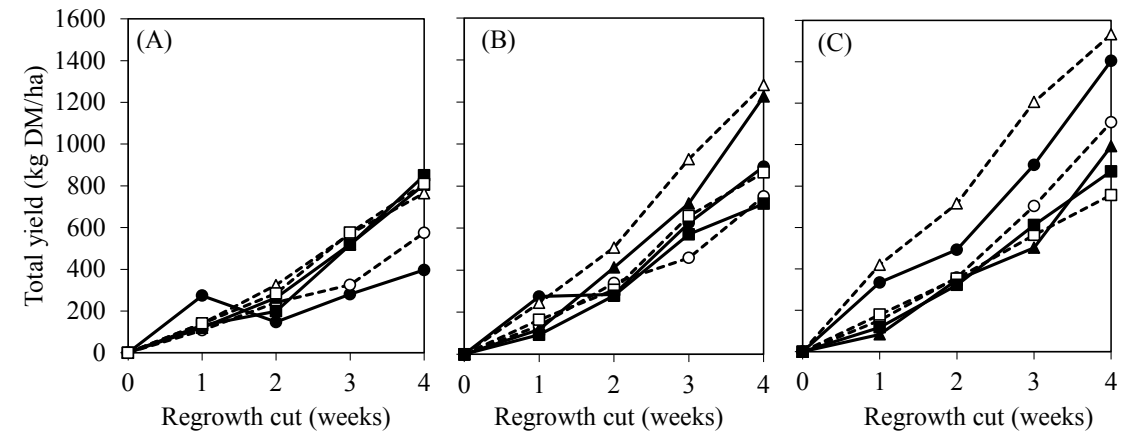 Total yield (kg DM/ha)
1600
1400
1200
1000
800
600
400
200
0
(A)
(B)
(C)
0 1 2 3 4
0 1 2 3 4
0 1 2 3 4
Regrowth cut (weeks)
Regrowth cut (weeks)
Regrowth cut (weeks)